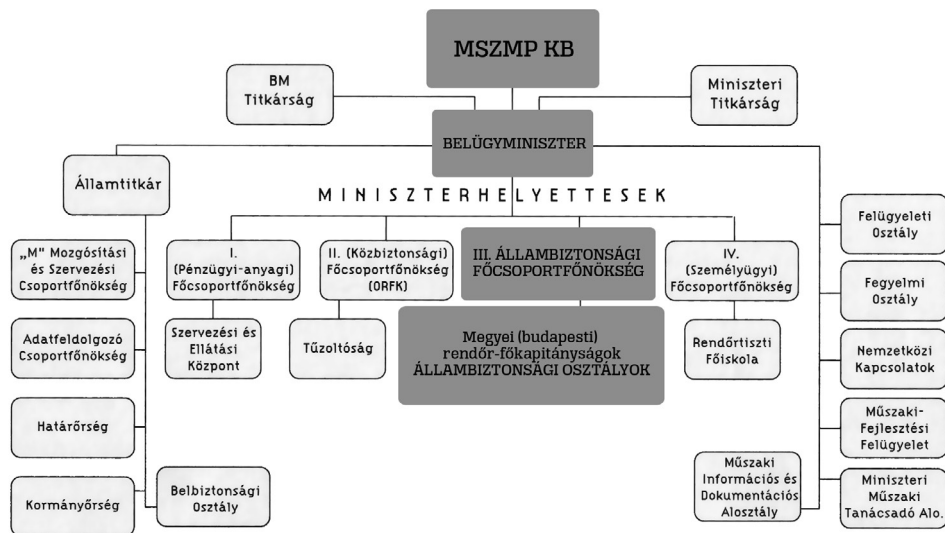 MSZMP KB
BM
Titkárság
Miniszteri
Titkárság
BELÜGYMINISZTER
Államtitkár
MINISZTERHELYETTESEK
„M" Mozgósítási
és Szervezési
Csoportfőnökség
I.
(Pénzügyi-anyagi)
Főcsoportfőnökség
II. (Közbiztonsági)
Főcsoportfőnökség
(ORFK)
III. ÁLLAMBIZTONSÁGI
FŐCSOPORTFŐNÖKSÉG
IV.
(Személyügyi)
Főcsoportfőnökség
Felügyeleti
Osztály
Fegyelmi
Osztály
Adatfeldolgozó
Csoportfőnökség
Szervezési és
Ellátási
Központ
Tűzoltóság
Megyei (budapesti)
rendőr-főkapitányságok
ÁLLAMBIZTONSÁGI OSZTÁLYOK
Rendőrtiszti
Főiskola
Nemzetközi
Kapcsolatok
Határőrség
Műszaki-
Fejlesztési
Felügyelet
Kormányőrség
Belbiztonsági
Osztály
Műszaki
Információs és
Dokumentációs
Alosztály
Miniszteri
Műszaki
Tanácsadó Alo.